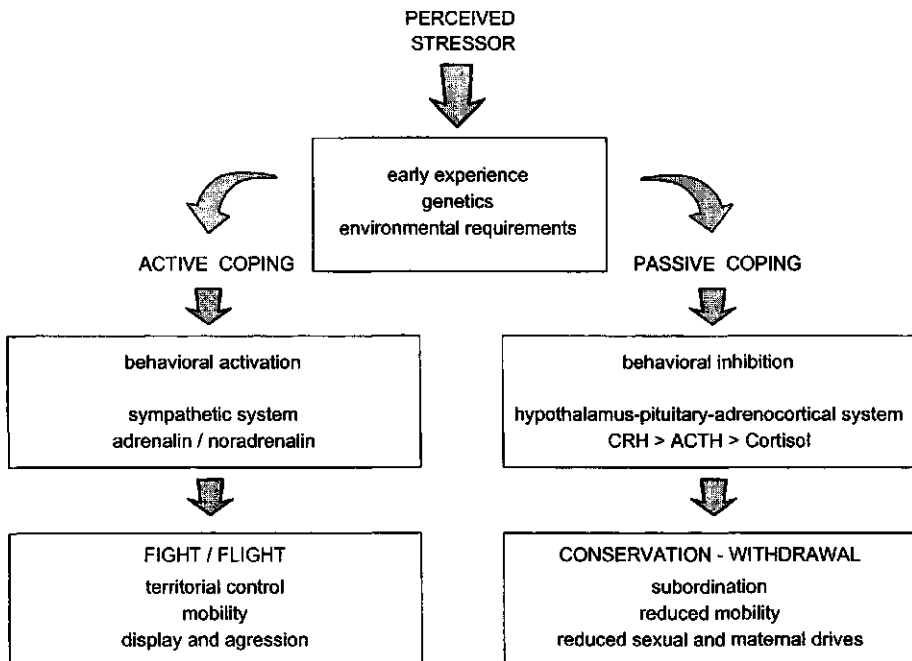 PERCEIVED
STRESSOR
early experience
genetics
environmental requirements
ACTIVE COPING
PASSIVE COPING
behavioral activation
sympathetic system
adrenalin / noradrenalin
behavioral inhibition
hypothalamus-pituitary-adrenocortical system
CRH > ACTH > Cortisol
FIGHT / FLIGHT
territorial control
mobility
display and agression
CONSERVATION - WITHDRAWAL
subordination
reduced mobility
reduced sexual and maternal drives